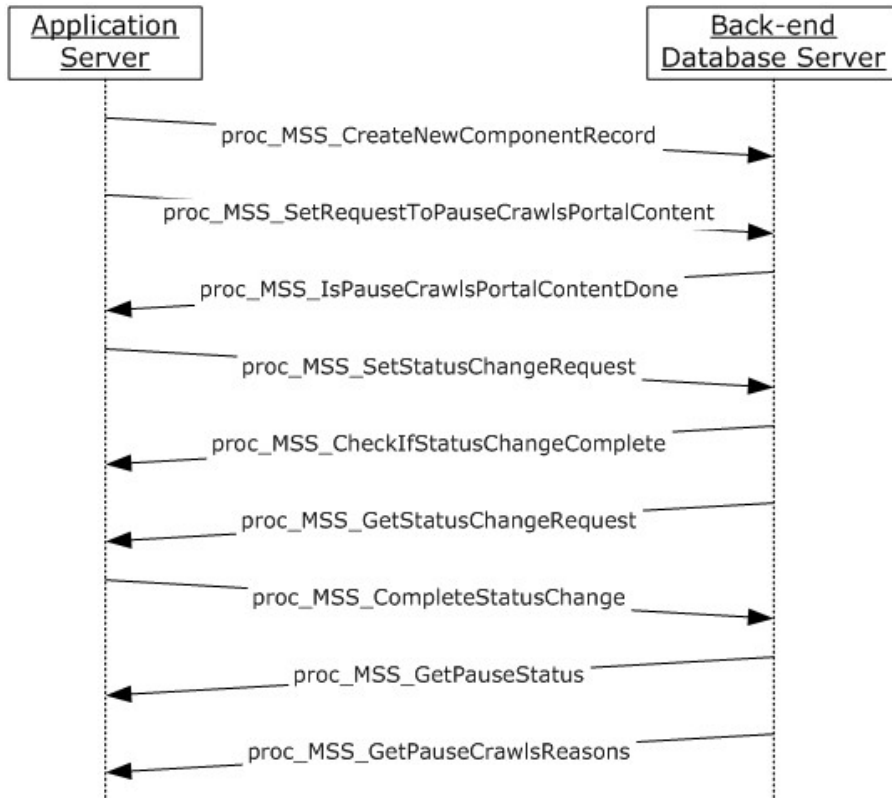 Application
Server
Back-end
Database Server
proc_MSS_CreateNewComponentRecord
proc_MSS_SetRequestToPauseCrawlsPortalContent
proc_MSS_IsPauseCrawlsPortalContentDone
proc_MSS_SetStatusChangeRequest
proc_MSS_CheckIfStatusChangeComplete
proc_MSS_GetStatusChangeRequest
proc_MSS_CompleteStatusChange
proc_MSS_GetPauseStatus
proc_MSS_GetPauseCrawlsReasons